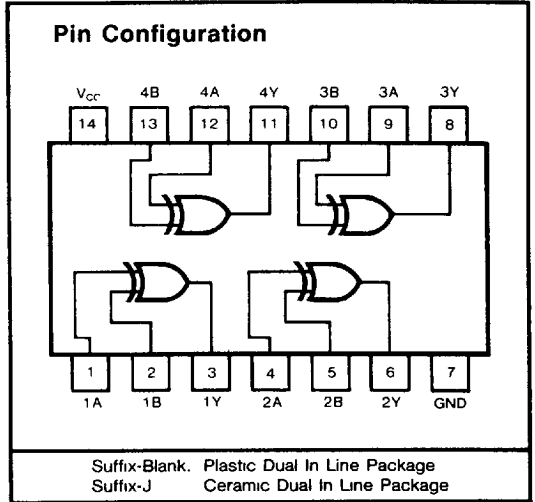 Pin Configuration
VCC 4B 4A 4Y 3B 3A 3Y
14 13 12 11 10 9 8
1 2 3 4 5 6 7
1A 1B 1Y 2A 2B 2Y GND
Suffix-Blank. Plastic Dual In Line Package
Suffix-J Ceramic Dual In Line Package